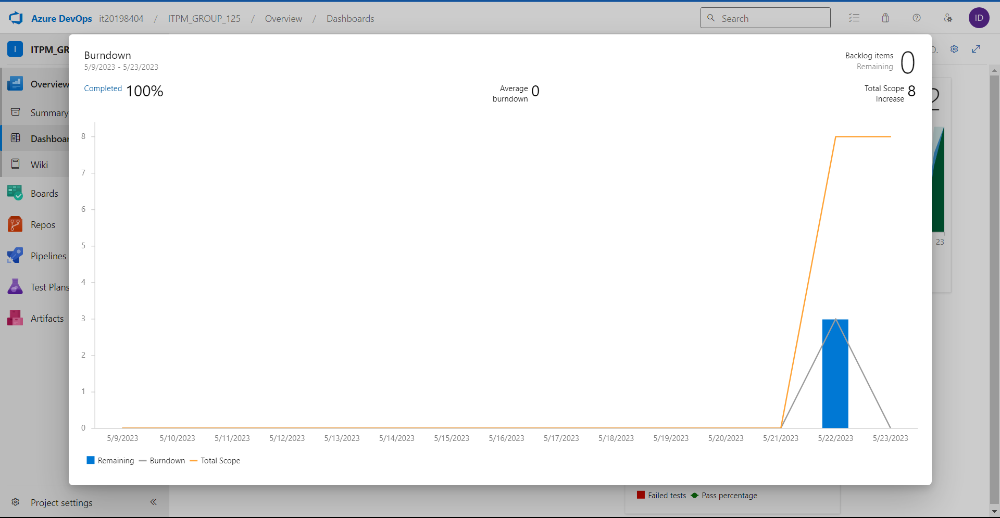 Azure DevOps it20198404 / ITPM_GROUP_125 / Overview / Dashboards Search ID
I ITPM_GR
Overview
Summary
Dashboar
Wiki
Boards
Repos
Pipelines
Test Plans
Artifacts
Project settings
Burndown
5/9/2023 - 5/23/2023
Backlog items
Remaining
0
Completed 100%
Average
burndown
0
Total Scope
Increase
8
8
7
6
5
4
3
2
1
0
5/9/2023 5/10/2023 5/11/2023 5/12/2023 5/13/2023 5/14/2023 5/15/2023 5/16/2023 5/17/2023 5/18/2023 5/19/2023 5/20/2023 5/21/2023 5/22/2023 5/23/2023
Remaining Burndown Total Scope
2
23
Failed tests Pass percentage